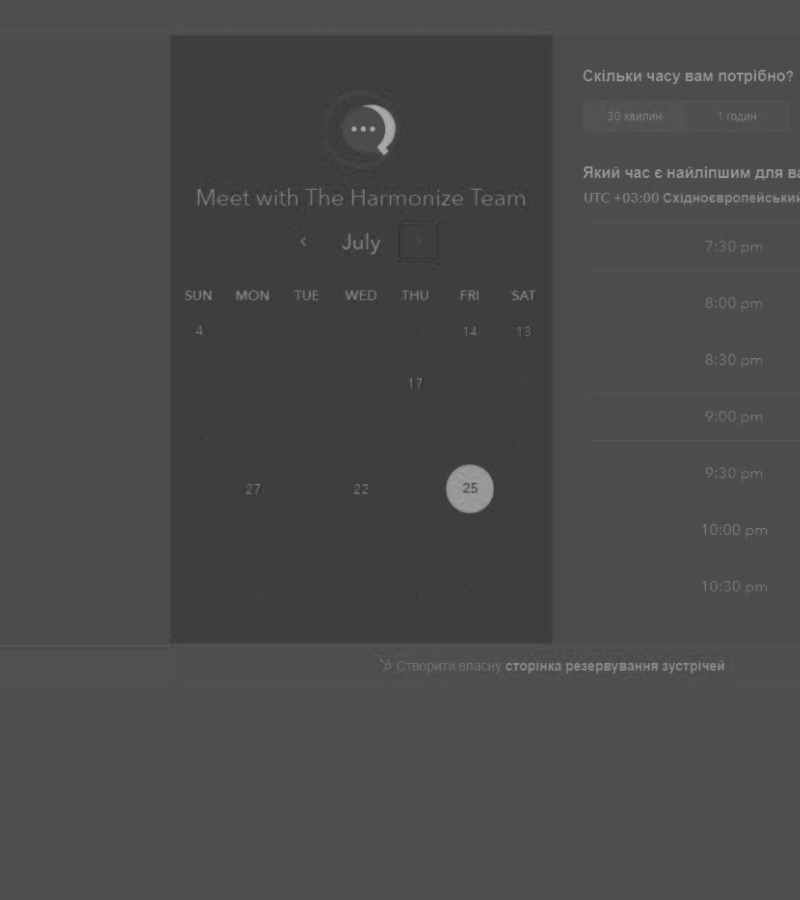 Meet with The Harmonize Team
July
SUN MON TUE WED THU FRI SAT
4 14 13
17
27 22 25
Скільки часу вам потрібно?
30 хвилин 1 годин
Який час є найліпшим для
UTC +03:00 Східноєвропейський
7:30 pm
8:00 pm
8:30 pm
9:00 pm
9:30 pm
10:00 pm
10:30 pm
Створити власну сторінка резервування зустрічей